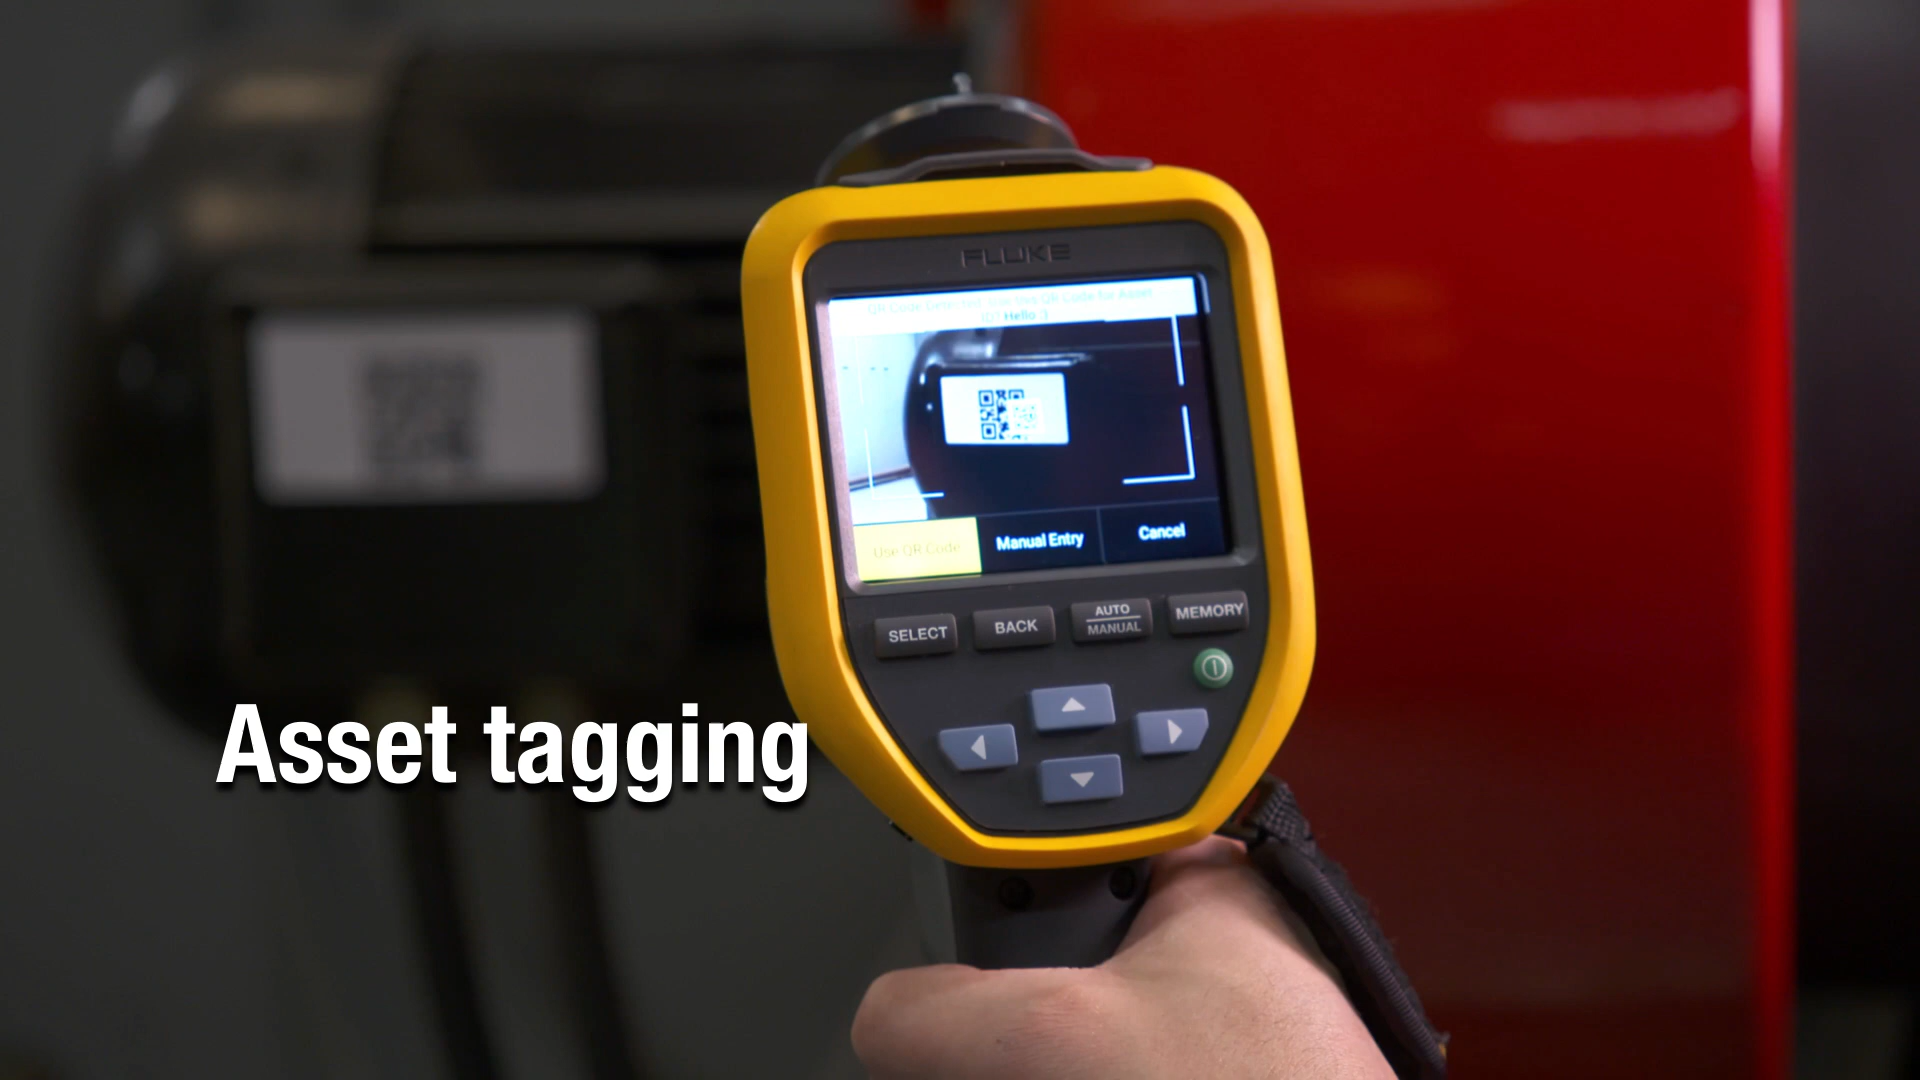 FLUKE
QR Code Detected. Use this QR Code for Asset
ID? Hello :)
Use QR Code
Manual Entry
Cancel
SELECT
BACK
AUTO
MANUAL
MEMORY
Asset tagging